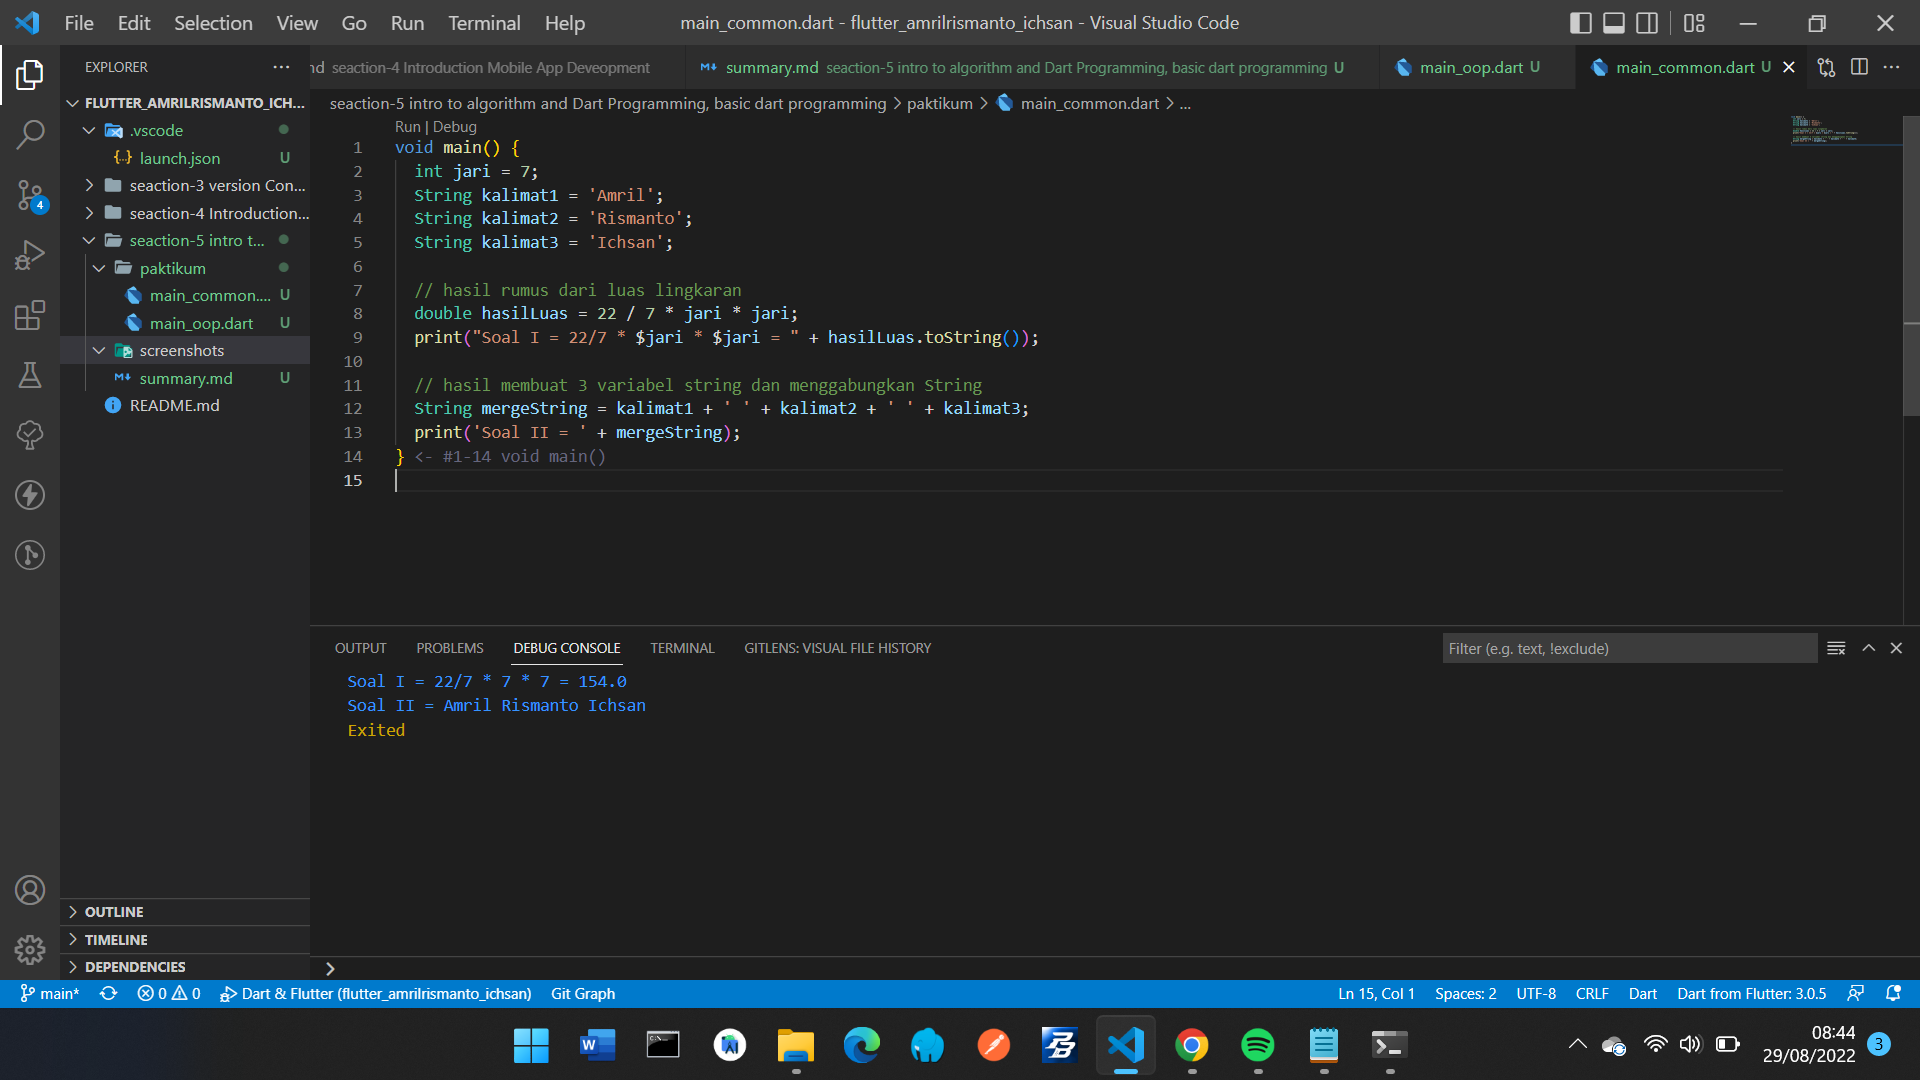 File Edit Selection View Go Run Terminal Help
main_common.dart - flutter_amrilrismanto_ichsan - Visual Studio Code
EXPLORER
FLUTTER_AMRILRISMANTO_ICH...
.vscode
launch.json U
seaction-3 version Con...
seaction-4 Introduction...
seaction-5 intro t...
paktikum
main_common.... U
main_oop.dart U
screenshots
summary.md U
README.md
OUTLINE
TIMELINE
DEPENDENCIES
4
nd seaction-4 Introduction Mobile App Deveopment
summary.md seaction-5 intro to algorithm and Dart Programming, basic dart programming U
main_oop.dart U
main_common.dart U
seaction-5 intro to algorithm and Dart Programming, basic dart programming > paktikum > main_common.dart > ...
Run | Debug
1 void main() {
2 int jari = 7;
3 String kalimat1 = 'Amril';
4 String kalimat2 = 'Rismanto';
5 String kalimat3 = 'Ichsan';
6
7 // hasil rumus dari luas lingkaran
8 double hasilLuas = 22 / 7 * jari * jari;
9 print("Soal I = 22/7 * $jari * $jari = " + hasilLuas.toString());
10
11 // hasil membuat 3 variabel string dan menggabungkan String
12 String mergeString = kalimat1 + ' ' + kalimat2 + ' ' + kalimat3;
13 print('Soal II = ' + mergeString);
14 } <- #1-14 void main()
15
OUTPUT PROBLEMS DEBUG CONSOLE TERMINAL GITLENS: VISUAL FILE HISTORY
Filter (e.g. text, !exclude)
Soal I = 22/7 * 7 * 7 = 154.0
Soal II = Amril Rismanto Ichsan
Exited
main* 0 0 Dart & Flutter (flutter_amrilrismanto_ichsan) Git Graph
Ln 15, Col 1 Spaces: 2 UTF-8 CRLF Dart Dart from Flutter: 3.0.5
08:44
29/08/2022
3